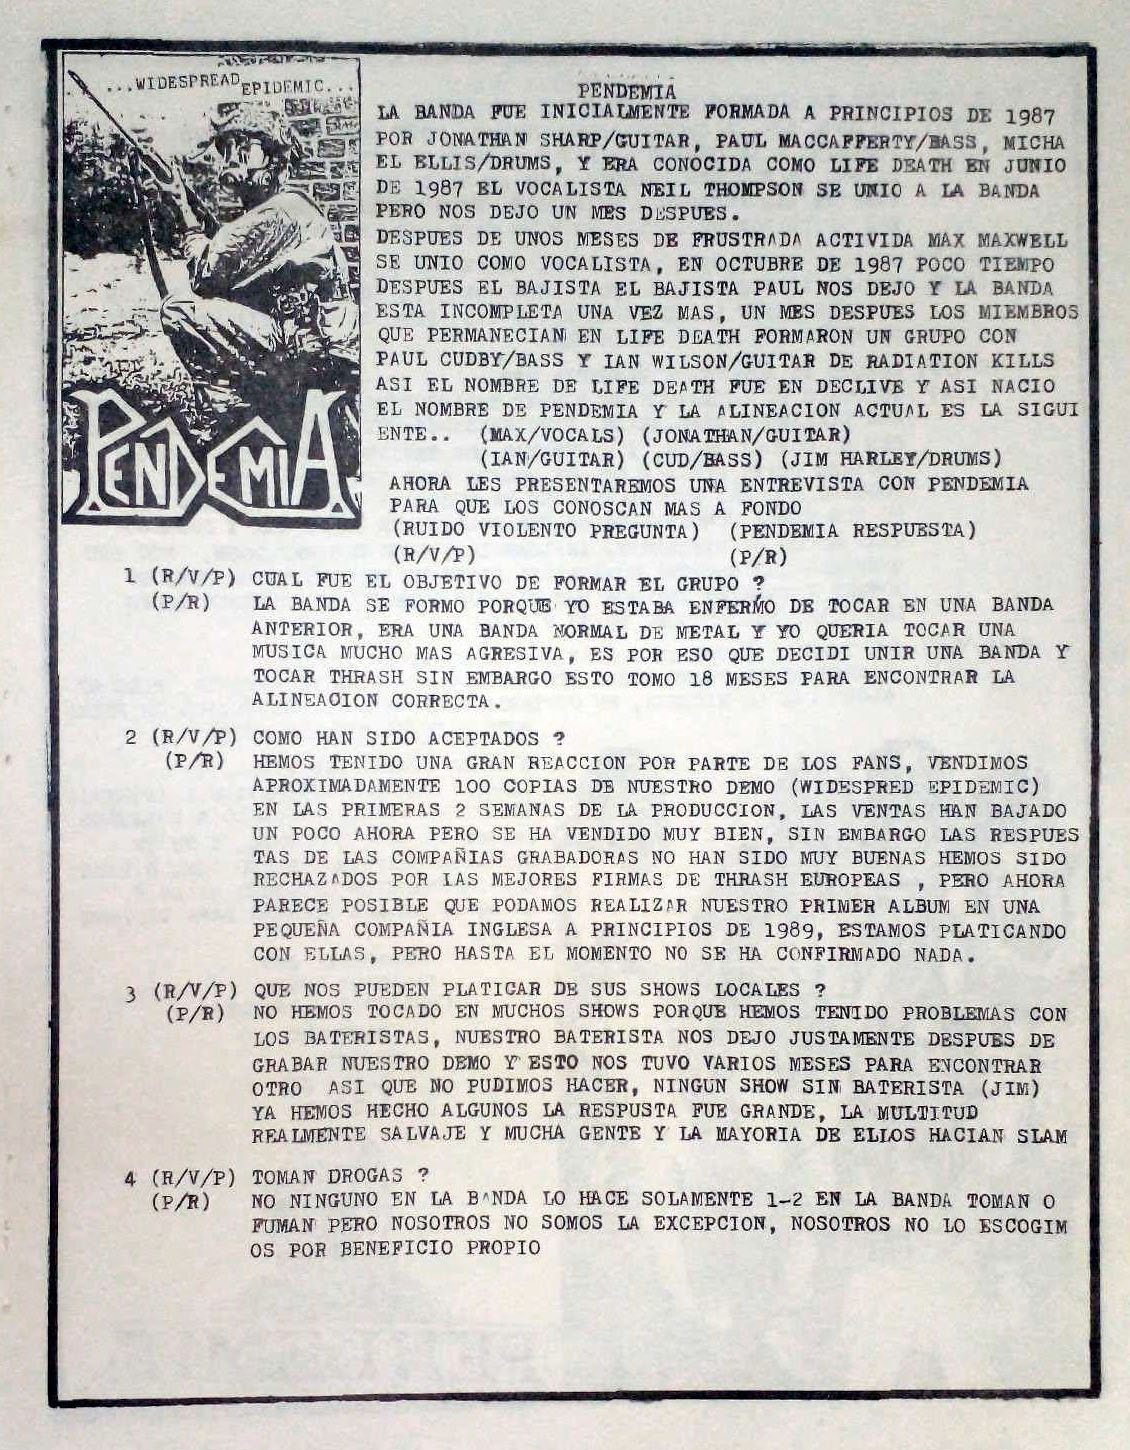 ...WIDESPREAD EPIDEMIC...
PENDEMIA
PENDEMIA
LA BANDA FUE INICIALMENTE FORMADA A PRINCIPIOS DE 1987
POR JONATHAN SHARP/GUITAR, PAUL MACCAFFERTY/BASS, MICHA
EL ELLIS/DRUMS, Y ERA CONOCIDA COMO LIFE DEATH EN JUNIO
DE 1987 EL VOCALISTA NEIL THOMPSON SE UNIO A LA BANDA
PERO NOS DEJO UN MES DESPUES.
DESPUES DE UNOS MESES DE FRUSTRADA ACTIVIDA MAX MAXWELL
SE UNIO COMO VOCALISTA, EN OCTUBRE DE 1987 POCO TIEMPO
DESPUES EL BAJISTA EL BAJISTA PAUL NOS DEJO Y LA BANDA
ESTA INCOMPLETA UNA VEZ MAS, UN MES DESPUES LOS MIEMBROS
QUE PERMANECIAN EN LIFE DEATH FORMARON UN GRUPO CON
PAUL CUDBY/BASS Y IAN WILSON/GUITAR DE RADIATION KILLS
ASI EL NOMBRE DE LIFE DEATH FUE EN DECLIVE Y ASI NACIO
EL NOMBRE DE PENDEMIA Y LA ALINEACION ACTUAL ES LA SIGUI
ENTE.. (MAX/VOCALS) (JONATHAN/GUITAR)
(IAN/GUITAR) (CUD/BASS) (JIM HARLEY/DRUMS)
AHORA LES PRESENTAREMOS UNA ENTREVISTA CON PENDEMIA
PARA QUE LOS CONOSCAN MAS A FONDO
(RUIDO VIOLENTO PREGUNTA) (PENDEMIA RESPUESTA)
(R/V/P) (P/R)
1 (R/V/P) CUAL FUE EL OBJETIVO DE FORMAR EL GRUPO ?
(P/R) LA BANDA SE FORMO PORQUE YO ESTABA ENFERMO DE TOCAR EN UNA BANDA
ANTERIOR, ERA UNA BANDA NORMAL DE METAL Y YO QUERIA TOCAR UNA
MUSICA MUCHO MAS AGRESIVA, ES POR ESO QUE DECIDI UNIR UNA BANDA Y
TOCAR THRASH SIN EMBARGO ESTO TOMO 18 MESES PARA ENCONTRAR LA
ALINEACION CORRECTA.
2 (R/V/P) COMO HAN SIDO ACEPTADOS ?
(P/R) HEMOS TENIDO UNA GRAN REACCION POR PARTE DE LOS FANS, VENDIMOS
APROXIMADAMENTE 100 COPIAS DE NUESTRO DEMO (WIDESPRED EPIDEMIC)
EN LAS PRIMERAS 2 SEMANAS DE LA PRODUCCION, LAS VENTAS HAN BAJADO
UN POCO AHORA PERO SE HA VENDIDO MUY BIEN, SIN EMBARGO LAS RESPUES
TAS DE LAS COMPAÑIAS GRABADORAS NO HAN SIDO MUY BUENAS HEMOS SIDO
RECHAZADOS POR LAS MEJORES FIRMAS DE THRASH EUROPEAS , PERO AHORA
PARECE POSIBLE QUE PODAMOS REALIZAR NUESTRO PRIMER ALBUM EN UNA
PEQUEÑA COMPAÑIA INGLESA A PRINCIPIOS DE 1989, ESTAMOS PLATICANDO
CON ELLAS, PERO HASTA EL MOMENTO NO SE HA CONFIRMADO NADA.
3 (R/V/P) QUE NOS PUEDEN PLATICAR DE SUS SHOWS LOCALES ?
(P/R) NO HEMOS TOCADO EN MUCHOS SHOWS PORQUE HEMOS TENIDO PROBLEMAS CON
LOS BATERISTAS, NUESTRO BATERISTA NOS DEJO JUSTAMENTE DESPUES DE
GRABAR NUESTRO DEMO Y ESTO NOS TUVO VARIOS MESES PARA ENCONTRAR
OTRO ASI QUE NO PUDIMOS HACER, NINGUN SHOW SIN BATERISTA (JIM)
YA HEMOS HECHO ALGUNOS LA RESPUSTA FUE GRANDE, LA MULTITUD
REALMENTE SALVAJE Y MUCHA GENTE Y LA MAYORIA DE ELLOS HACIAN SLAM
4 (R/V/P) TOMAN DROGAS ?
(P/R) NO NINGUNO EN LA BANDA LO HACE SOLAMENTE 1-2 EN LA BANDA TOMAN O
FUMAN PERO NOSOTROS NO SOMOS LA EXCEPCION, NOSOTROS NO LO ESCOGIM
OS POR BENEFICIO PROPIO